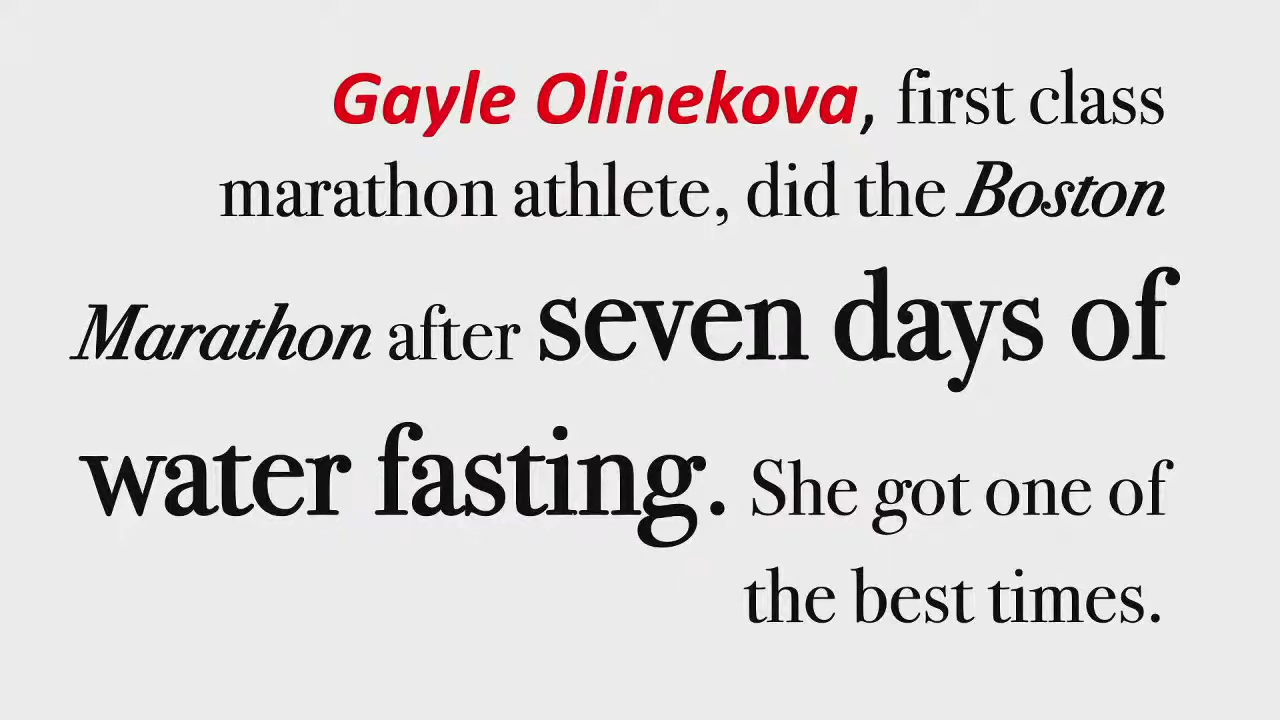 Gayle Olinekova, first class
marathon athlete, did the Boston
Marathon after seven days of
water fasting. She got one of
the best times.